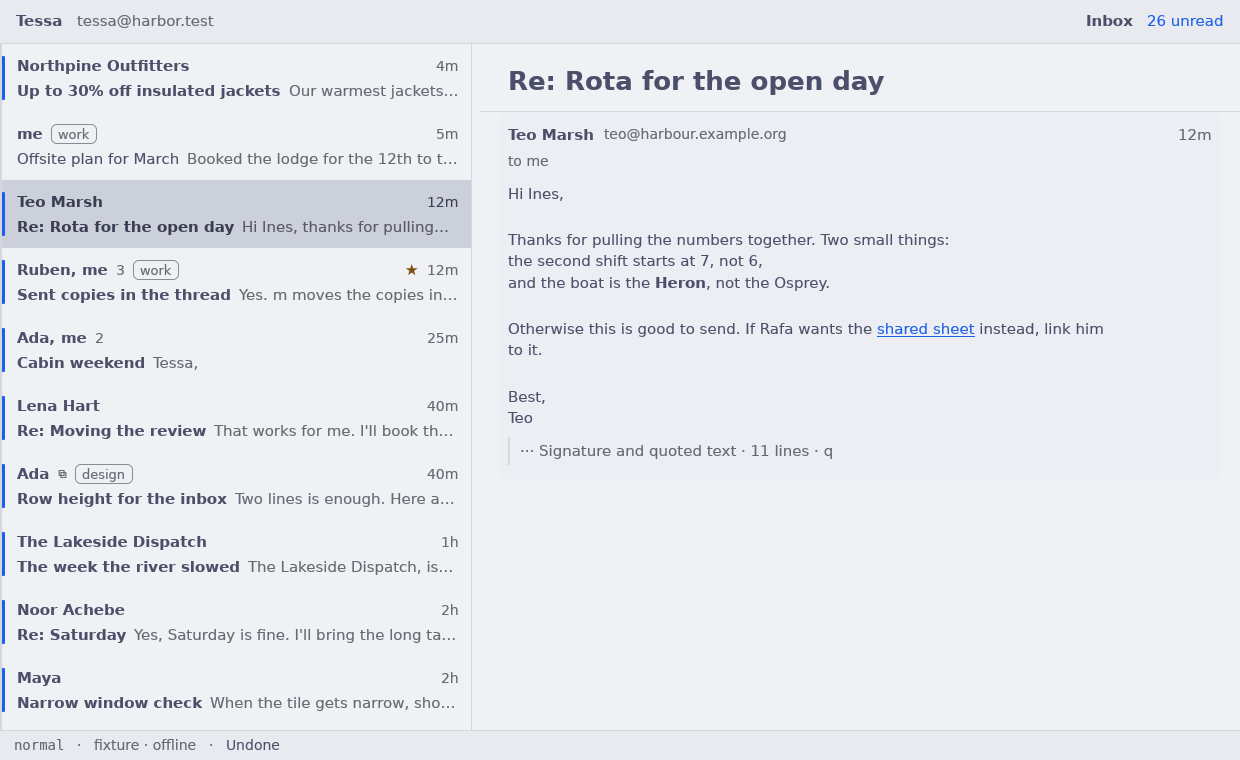 Tessa tessa@harbor.test
Inbox 26 unread
Northpine Outfitters 4m
Up to 30% off insulated jackets Our warmest jackets…
me work 5m
Offsite plan for March Booked the lodge for the 12th to t…
Teo Marsh 12m
Re: Rota for the open day Hi Ines, thanks for pulling…
Ruben, me 3 work ★ 12m
Sent copies in the thread Yes. m moves the copies in…
Ada, me 2 25m
Cabin weekend Tessa,
Lena Hart 40m
Re: Moving the review That works for me. I'll book th…
Ada design 40m
Row height for the inbox Two lines is enough. Here a…
The Lakeside Dispatch 1h
The week the river slowed The Lakeside Dispatch, is…
Noor Achebe 2h
Re: Saturday Yes, Saturday is fine. I'll bring the long ta…
Maya 2h
Narrow window check When the tile gets narrow, sho…
Re: Rota for the open day
Teo Marsh teo@harbour.example.org 12m
to me
Hi Ines,
Thanks for pulling the numbers together. Two small things:
the second shift starts at 7, not 6,
and the boat is the Heron, not the Osprey.
Otherwise this is good to send. If Rafa wants the shared sheet instead, link him
to it.
Best,
Teo
··· Signature and quoted text · 11 lines · q
normal · fixture · offline · Undone